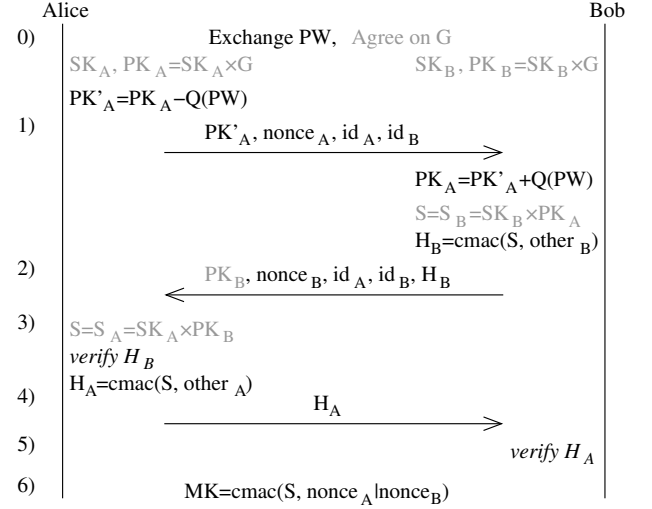 Alice Bob
0) Exchange PW, Agree on G
SK_A, PK_A=SK_A×G SK_B, PK_B=SK_B×G
PK'_A=PK_A−Q(PW)
1) PK'_A, nonce_A, id_A, id_B
PK_A=PK'_A+Q(PW)
S=S_B=SK_B×PK_A
H_B=cmac(S, other_B)
2) PK_B, nonce_B, id_A, id_B, H_B
3) S=S_A=SK_A×PK_B
verify H_B
H_A=cmac(S, other_A)
4) H_A
5) verify H_A
6) MK=cmac(S, nonce_A|nonce_B)